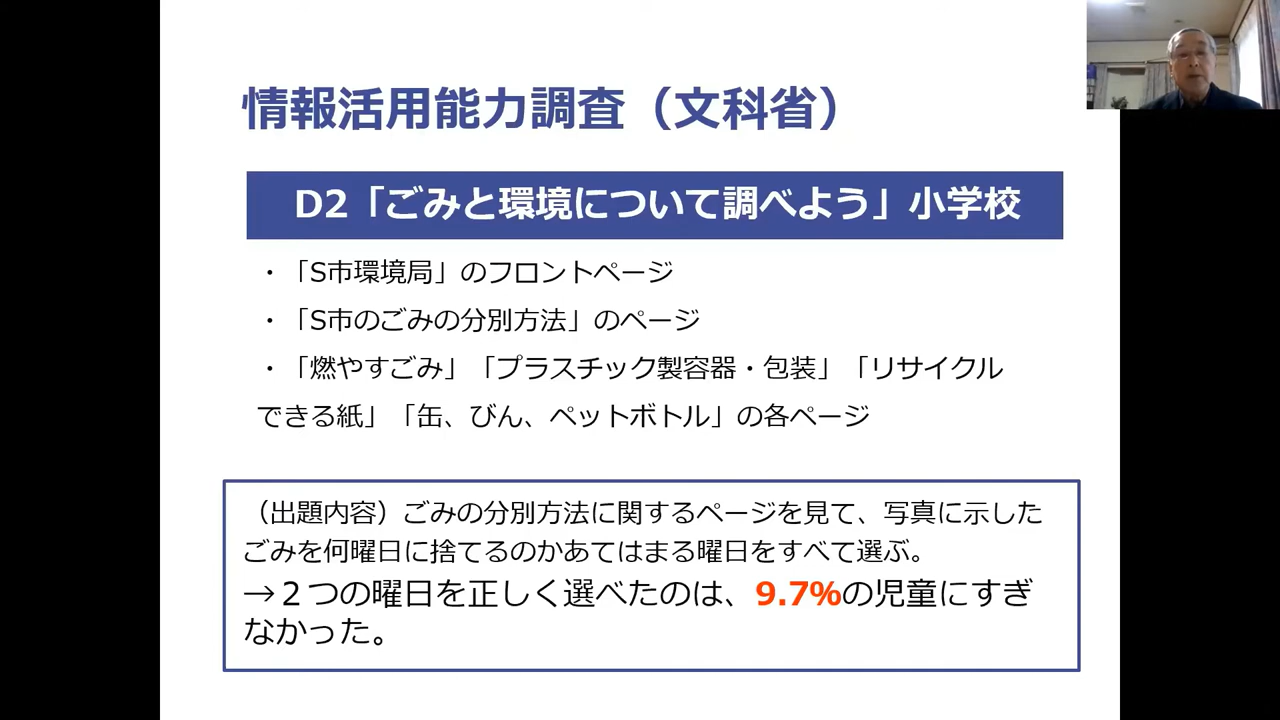 情報活用能力調査（文科省）
D2「ごみと環境について調べよう」小学校
・「S市環境局」のフロントページ
・「S市のごみの分別方法」のページ
・「燃やすごみ」「プラスチック製容器・包装」「リサイクル
できる紙」「缶、びん、ペットボトル」の各ページ
（出題内容）ごみの分別方法に関するページを見て、写真に示した
ごみを何曜日に捨てるのかあてはまる曜日をすべて選ぶ。
→２つの曜日を正しく選べたのは、9.7%の児童にすぎ
なかった。